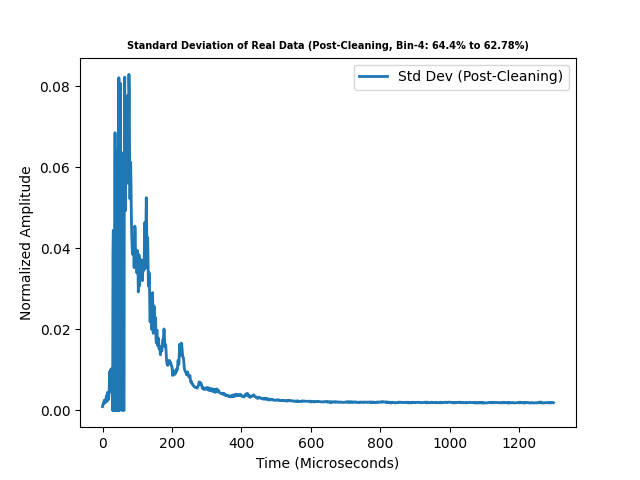 Standard Deviation of Real Data (Post-Cleaning, Bin-4: 64.4% to 62.78%)
Std Dev (Post-Cleaning)
0.08
0.06
0.04
0.02
0.00
Normalized Amplitude
0 200 400 600 800 1000 1200
Time (Microseconds)